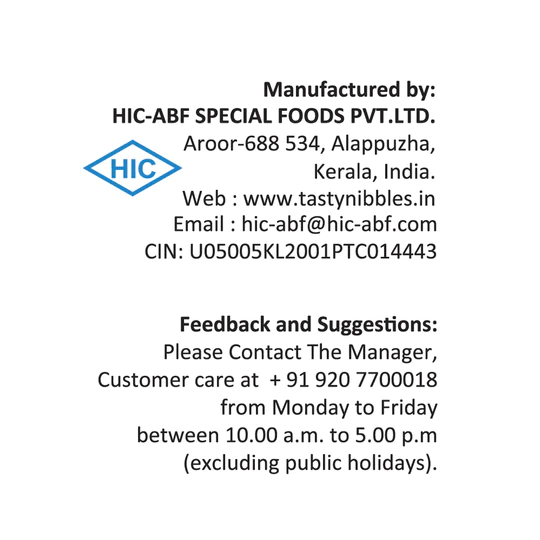 Manufactured by:
HIC-ABF SPECIAL FOODS PVT.LTD.
Aroor-688 534, Alappuzha,
HIC
Kerala, India.
Web : www.tastynibbles.in
Email : hic-abf@hic-abf.com
CIN: U05005KL2001PTC014443
Feedback and Suggestions:
Please Contact The Manager,
Customer care at + 91 920 7700018
from Monday to Friday
between 10.00 a.m. to 5.00 p.m
(excluding public holidays).